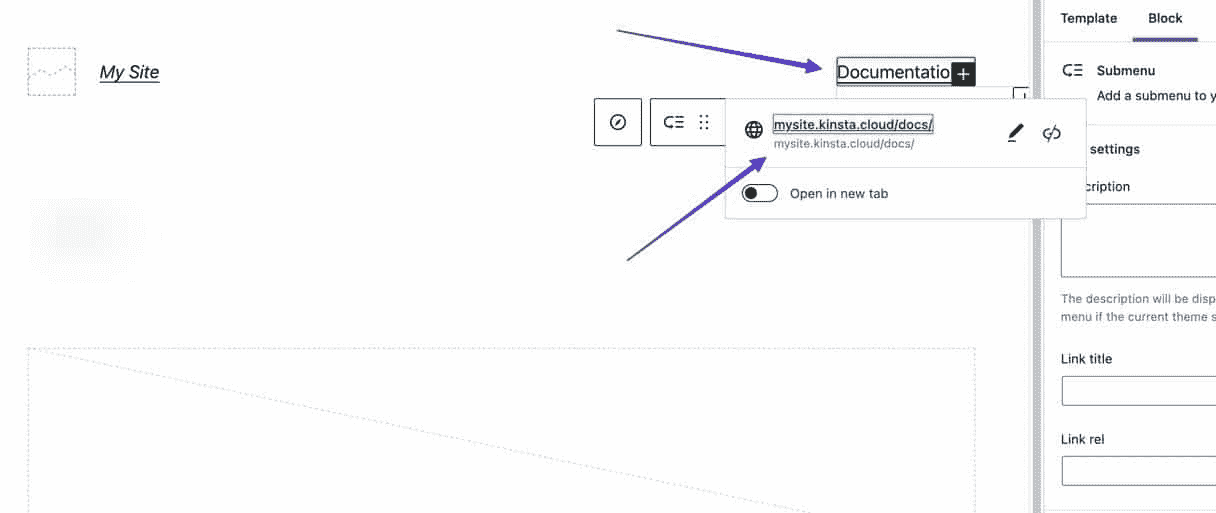 My Site
Documentatio
mysite.kinsta.cloud/docs/
mysite.kinsta.cloud/docs/
Open in new tab
Template Block
Submenu
Add a submenu to y
settings
cription
The description will be disp
menu if the current theme s
Link title
Link rel